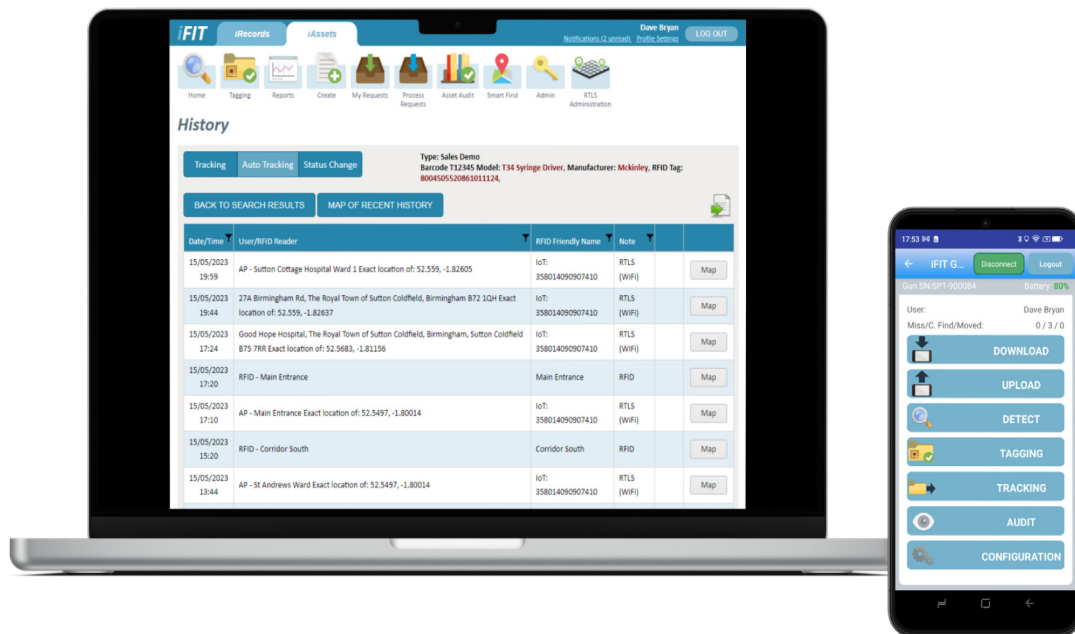 iFIT
iRecords
iAssets
Dave Bryan
Notifications (2 unread) Profile Settings
LOG OUT
Home
Tagging
Reports
Create
My Requests
Process
Requests
Asset Audit
Smart Find
Admin
RTLS
Administration
History
Tracking
Auto Tracking
Status Change
Type: Sales Demo
Barcode T12345 Model: T34 Syringe Driver, Manufacturer: Mckinley, RFID Tag:
8004505520861011124,
BACK TO SEARCH RESULTS
MAP OF RECENT HISTORY
Date/Time User/RFID Reader RFID Friendly Name Note
15/05/2023
19:59
AP - Sutton Cottage Hospital Ward 1 Exact location of: 52.559, -1.82605
IoT:
358014090907410
RTLS
(WiFi)
Map
15/05/2023
19:44
27A Birmingham Rd, The Royal Town of Sutton Coldfield, Birmingham B72 1QH Exact
location of: 52.559, -1.82637
IoT:
358014090907410
RTLS
(WiFi)
Map
15/05/2023
17:24
Good Hope Hospital, The Royal Town of Sutton Coldfield, Birmingham, Sutton Coldfield
B75 7RR Exact location of: 52.5683, -1.81156
IoT:
358014090907410
RTLS
(WiFi)
Map
15/05/2023
17:20
RFID - Main Entrance
Main Entrance
RFID
Map
15/05/2023
17:10
AP - Main Entrance Exact location of: 52.5497, -1.80014
IoT:
358014090907410
RTLS
(WiFi)
Map
15/05/2023
15:20
RFID - Corridor South
Corridor South
RFID
Map
15/05/2023
13:44
AP - St Andrews Ward Exact location of: 52.5497, -1.80014
IoT:
358014090907410
RTLS
(WiFi)
Map
17:53
iFIT G... Disconnect Logout
Gun SN:SP1-900084 Battery: 80%
User: Dave Bryan
Miss/C. Find/Moved: 0 / 3 / 0
DOWNLOAD
UPLOAD
DETECT
TAGGING
TRACKING
AUDIT
CONFIGURATION